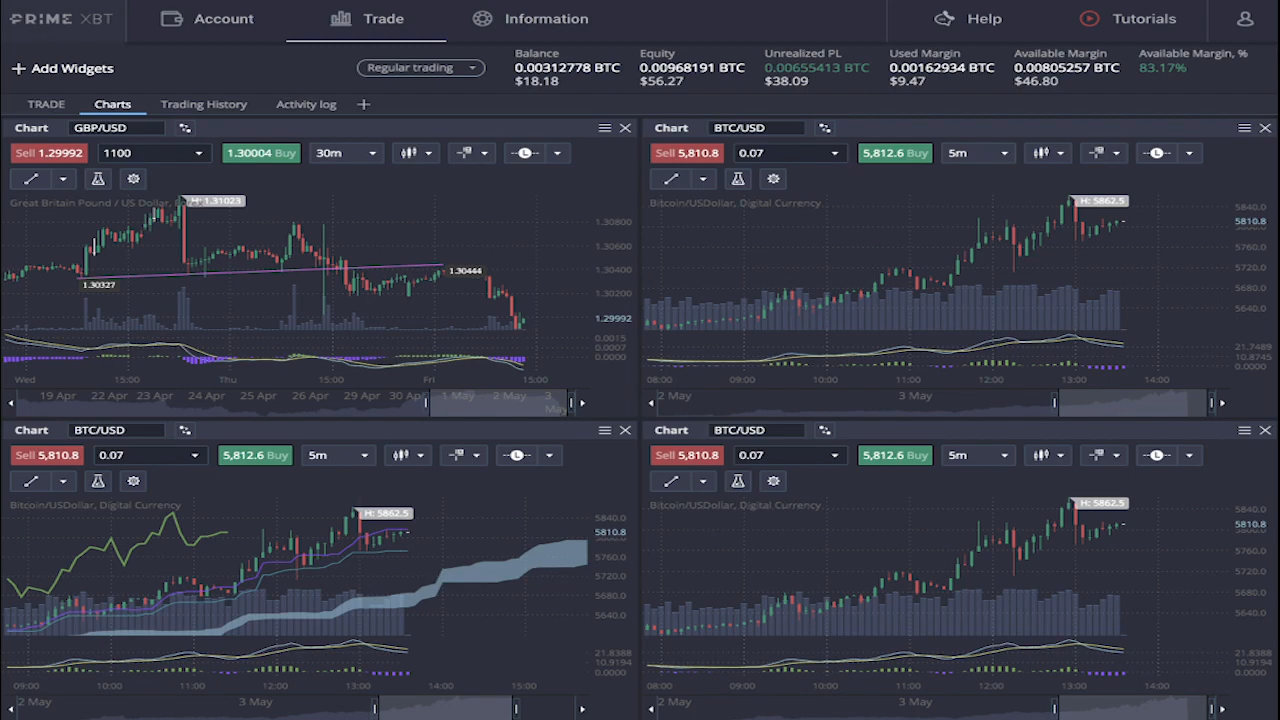 PRIME XBT Account Trade Information Help Tutorials
Balance Equity Unrealized PL Used Margin Available Margin Available Margin, %
+ Add Widgets Regular trading 0.00312778 BTC 0.00968191 BTC 0.00655413 BTC 0.00162934 BTC 0.00805257 BTC 83.17%
$18.18 $56.27 $38.09 $9.47 $46.80
TRADE Charts Trading History Activity log +
Chart GBP/USD
Sell 1.29992 1100 1.30004 Buy 30m
Great Britain Pound / US Dollar,
H: 1.31023
1.30800
1.30600
1.30400
1.30444
1.30327
1.30200
1.29992
0.0015
0.0007
0.0000
Wed 15:00 Thu 15:00 Fri 15:00
19 Apr 22 Apr 23 Apr 24 Apr 25 Apr 26 Apr 29 Apr 30 Apr 1 May 2 May 3 May
Chart BTC/USD
Sell 5,810.8 0.07 5,812.6 Buy 5m
Bitcoin/USDollar, Digital Currency
H: 5862.5
5840.0
5810.8
5760.0
5720.0
5680.0
5640.0
21.7489
10.8745
0.0000
08:00 09:00 10:00 11:00 12:00 13:00 14:00
2 May 3 May
Chart BTC/USD
Sell 5,810.8 0.07 5,812.6 Buy 5m
Bitcoin/USDollar, Digital Currency
H: 5862.5
5840.0
5810.8
5760.0
5720.0
5680.0
5640.0
21.8388
10.9194
0.0000
09:00 10:00 11:00 12:00 13:00 14:00 15:00
2 May 3 May
Chart BTC/USD
Sell 5,810.8 0.07 5,812.6 Buy 5m
Bitcoin/USDollar, Digital Currency
H: 5862.5
5840.0
5810.8
5760.0
5720.0
5680.0
5640.0
21.8388
10.9194
0.0000
08:00 09:00 10:00 11:00 12:00 13:00 14:00
2 May 3 May